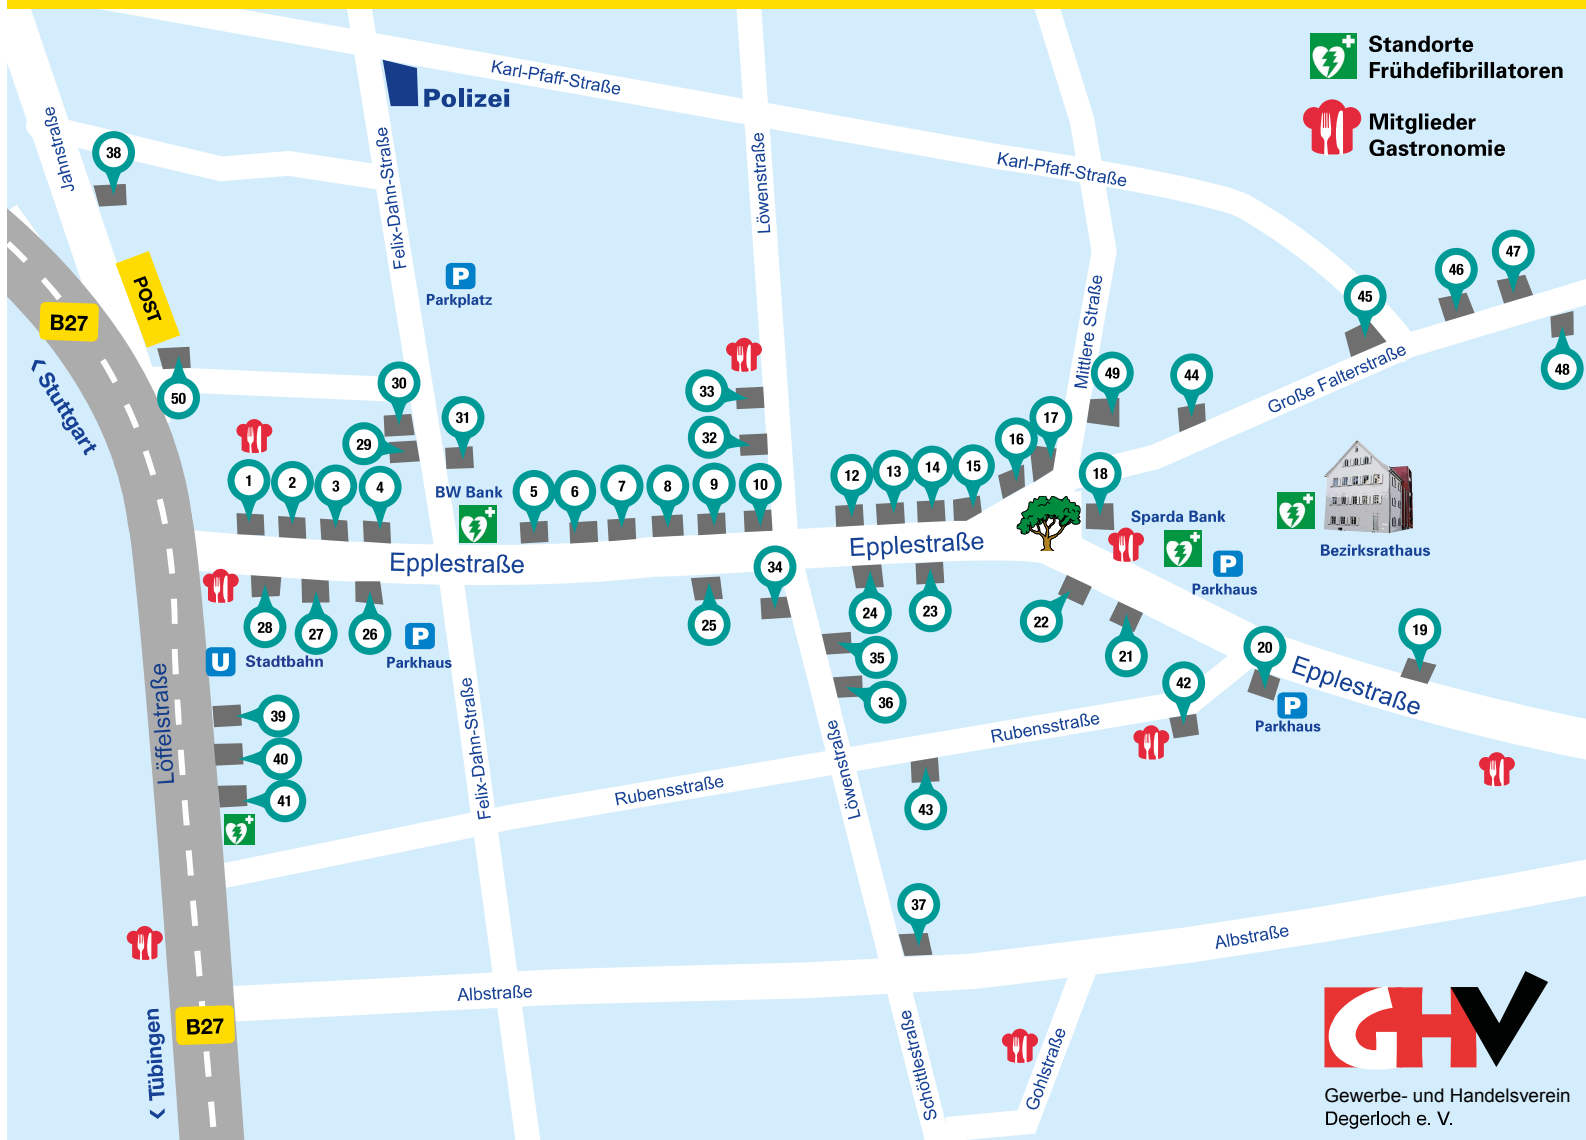 Standorte
Frühdefibrillatoren
Mitglieder
Gastronomie
Karl-Pfaff-Straße
Polizei
Jahnstraße
38
Felix-Dahn-Straße
Löwenstraße
Karl-Pfaff-Straße
P
Parkplatz
POST
B27
< Stuttgart
50
30
29
31
33
32
Mittlere Straße
49
44
45
46
47
48
Große Falterstraße
1
2
3
4
BW Bank
5
6
7
8
9
10
12
13
14
15
16
17
18
Sparda Bank
Bezirksrathaus
Epplestraße
Epplestraße
P
Parkhaus
34
28
27
26
25
24
23
22
21
20
19
U
Stadtbahn
P
Parkhaus
35
36
42
Epplestraße
P
Parkhaus
Löffelstraße
39
40
41
Felix-Dahn-Straße
Rubensstraße
Löwenstraße
Rubensstraße
43
37
Albstraße
Albstraße
B27
< Tübingen
Schöttlestraße
Gohlstraße
GHV
Gewerbe- und Handelsverein
Degerloch e. V.